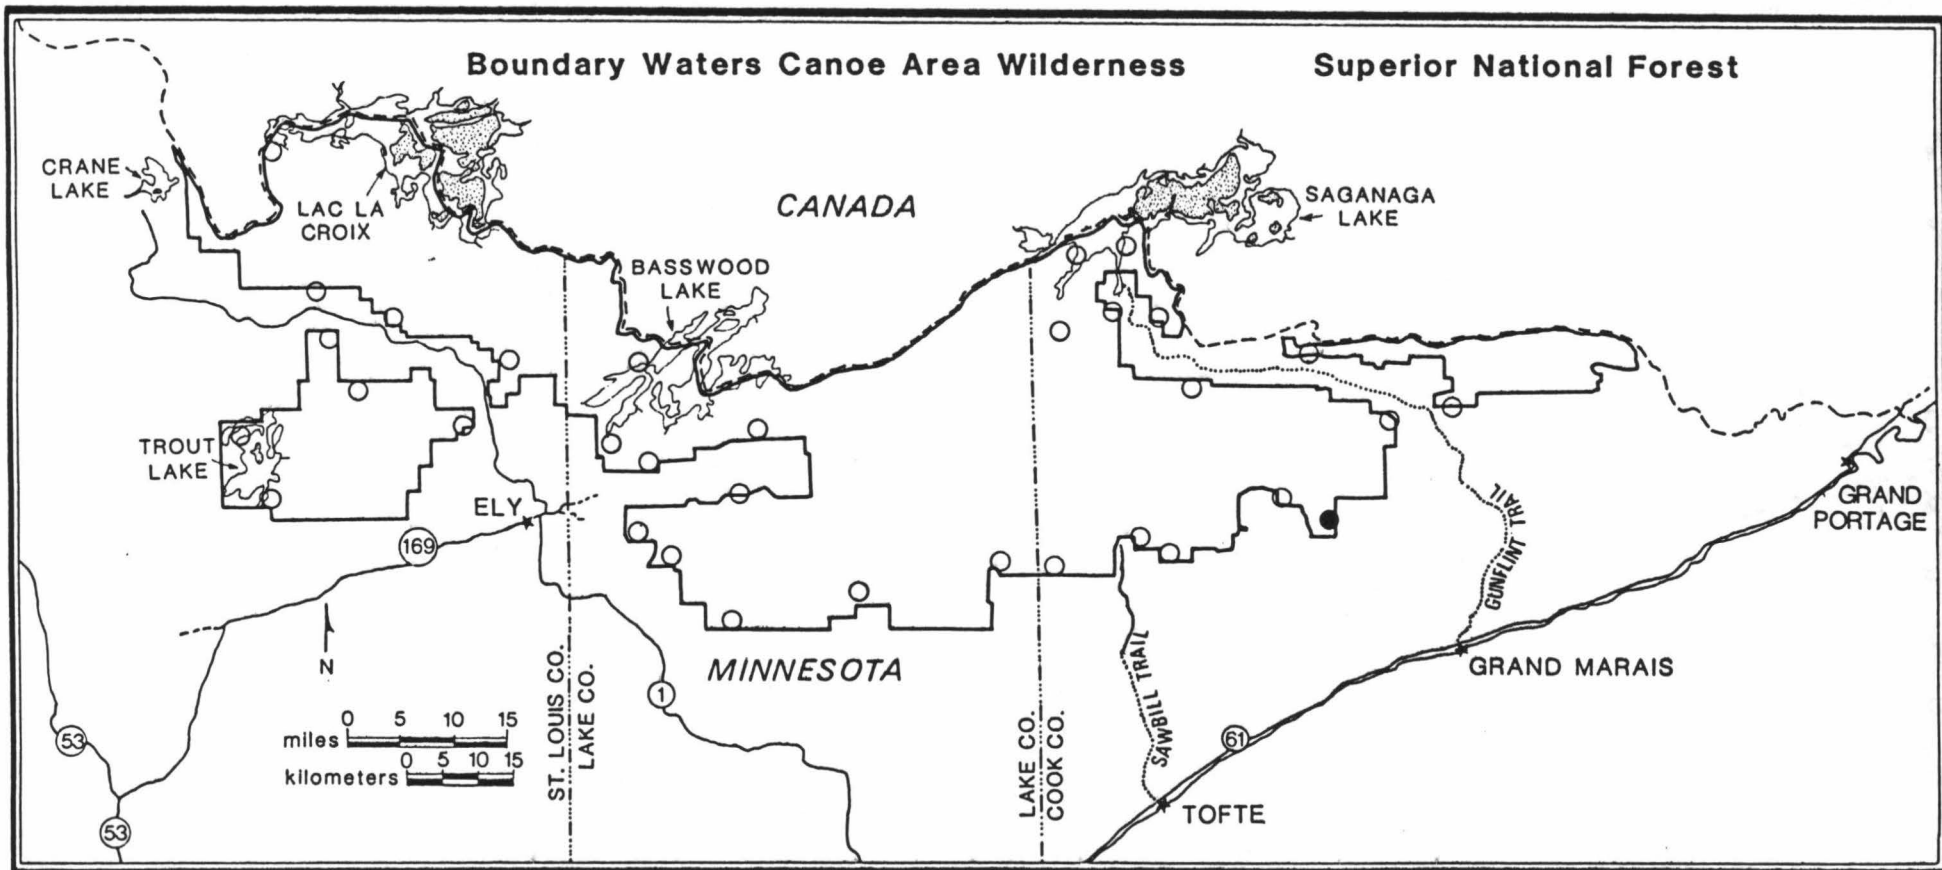 Boundary Waters Canoe Area Wilderness
Superior National Forest
CRANE
LAKE
LAC LA
CROIX
CANADA
SAGANAGA
LAKE
BASSWOOD
LAKE
TROUT
LAKE
ELY
169
GRAND
PORTAGE
GUNFLINT TRAIL
N
MINNESOTA
GRAND MARAIS
ST. LOUIS CO.
LAKE CO.
1
LAKE CO.
COOK CO.
SAWBILL TRAIL
61
53
0 5 10 15
miles
0 5 10 15
kilometers
TOFTE
53